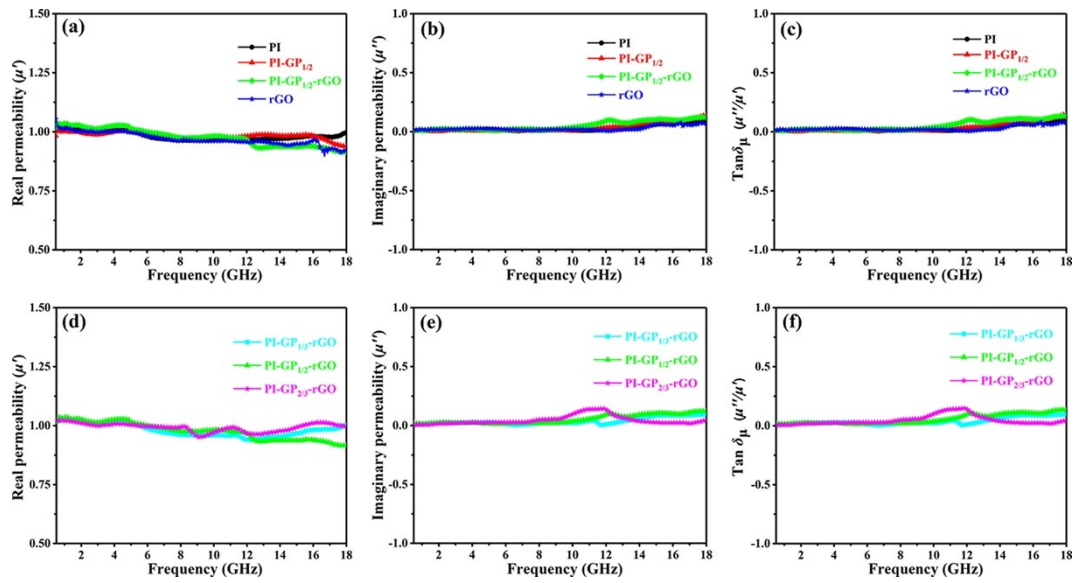 (a)
PI
PI-GP1/2
PI-GP1/2-rGO
rGO
Real permeability (μ′)
1.50
1.25
1.00
0.75
0.50
2 4 6 8 10 12 14 16 18
Frequency (GHz)
(b)
PI
PI-GP1/2
PI-GP1/2-rGO
rGO
Imaginary permeability (μ″)
1.0
0.5
0.0
-0.5
-1.0
2 4 6 8 10 12 14 16 18
Frequency (GHz)
(c)
PI
PI-GP1/2
PI-GP1/2-rGO
rGO
Tanδμ (μ″/μ′)
1.0
0.5
0.0
-0.5
-1.0
2 4 6 8 10 12 14 16 18
Frequency (GHz)
(d)
PI-GP1/3-rGO
PI-GP1/2-rGO
PI-GP2/3-rGO
Real permeability (μ′)
1.50
1.25
1.00
0.75
0.50
2 4 6 8 10 12 14 16 18
Frequency (GHz)
(e)
PI-GP1/3-rGO
PI-GP1/2-rGO
PI-GP2/3-rGO
Imaginary permeability (μ″)
1.0
0.5
0.0
-0.5
-1.0
2 4 6 8 10 12 14 16 18
Frequency (GHz)
(f)
PI-GP1/3-rGO
PI-GP1/2-rGO
PI-GP2/3-rGO
Tan δμ (μ″/μ′)
1.0
0.5
0.0
-0.5
-1.0
2 4 6 8 10 12 14 16 18
Frequency (GHz)